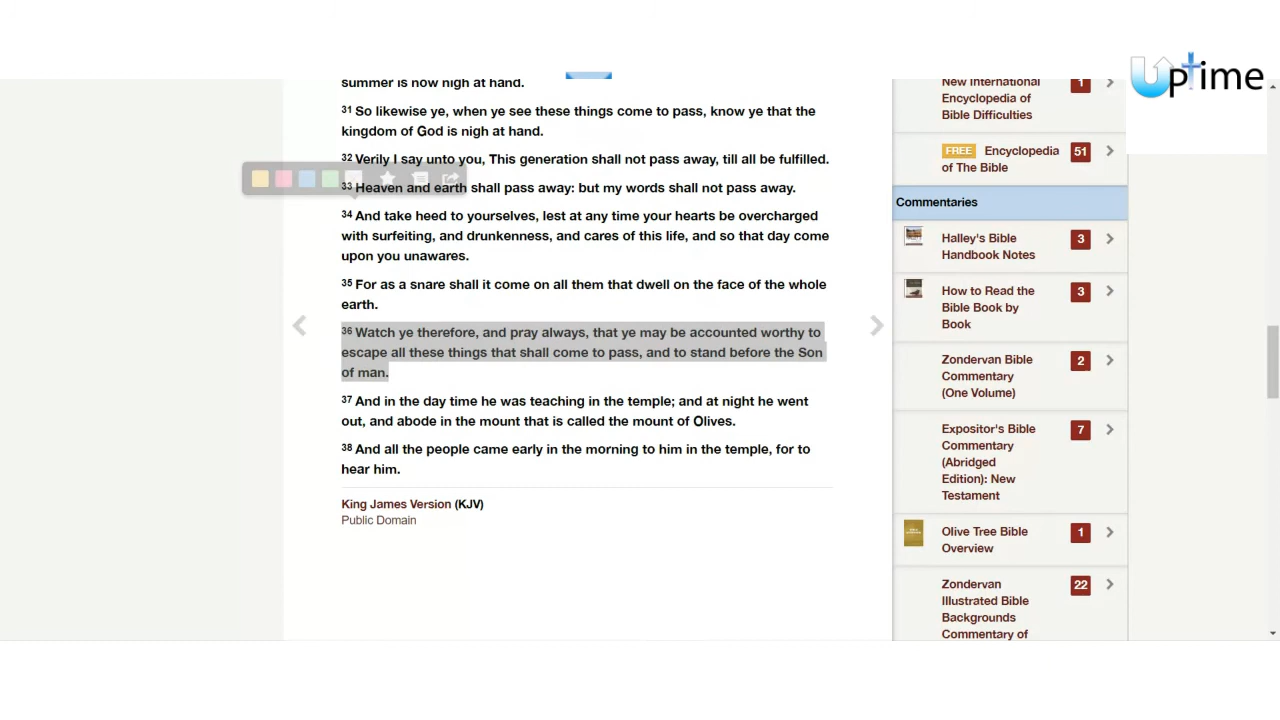 summer is now nigh at hand.
31 So likewise ye, when ye see these things come to pass, know ye that the
kingdom of God is nigh at hand.
32 Verily I say unto you, This generation shall not pass away, till all be fulfilled.
33 Heaven and earth shall pass away: but my words shall not pass away.
34 And take heed to yourselves, lest at any time your hearts be overcharged
with surfeiting, and drunkenness, and cares of this life, and so that day come
upon you unawares.
35 For as a snare shall it come on all them that dwell on the face of the whole
earth.
36 Watch ye therefore, and pray always, that ye may be accounted worthy to
escape all these things that shall come to pass, and to stand before the Son
of man.
37 And in the day time he was teaching in the temple; and at night he went
out, and abode in the mount that is called the mount of Olives.
38 And all the people came early in the morning to him in the temple, for to
hear him.
King James Version (KJV)
Public Domain
Uptime
New International 1
Encyclopedia of
Bible Difficulties
FREE Encyclopedia 51
of The Bible
Commentaries
Halley's Bible 3
Handbook Notes
How to Read the 3
Bible Book by
Book
Zondervan Bible 2
Commentary
(One Volume)
Expositor's Bible 7
Commentary
(Abridged
Edition): New
Testament
Olive Tree Bible 1
Overview
Zondervan 22
Illustrated Bible
Backgrounds
Commentary of